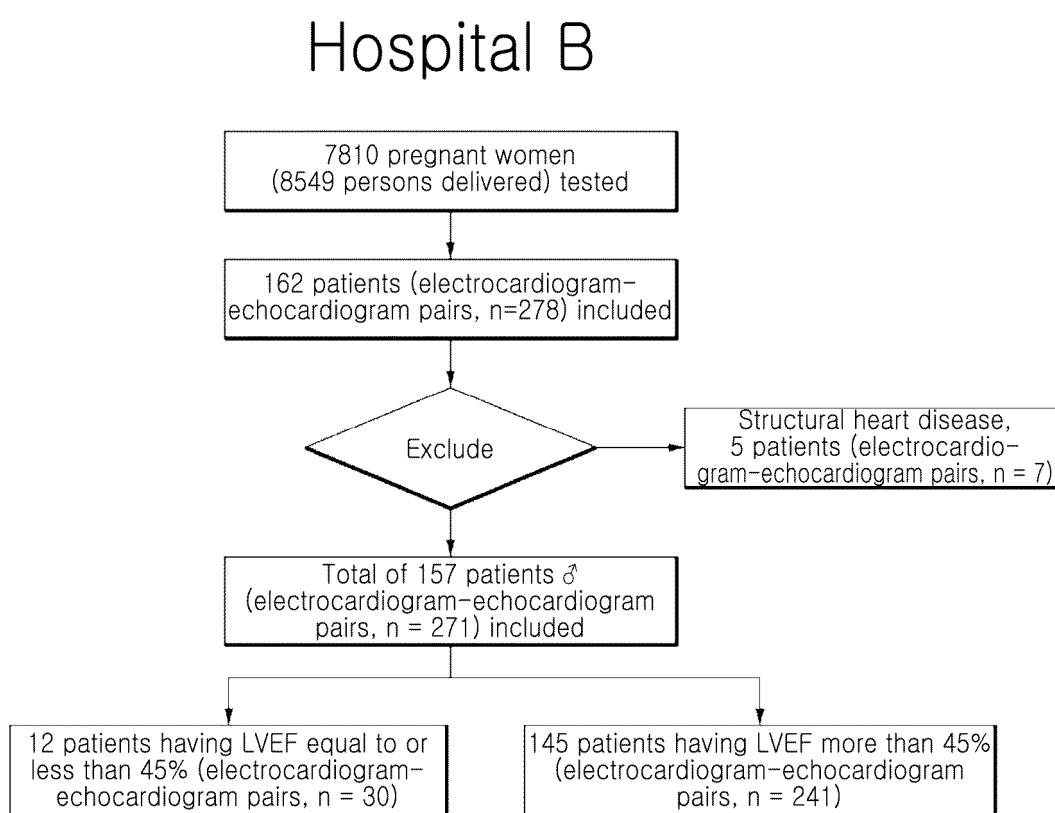 Hospital B
7810 pregnant women
(8549 persons delivered) tested
162 patients (electrocardiogram-
echocardiogram pairs, n=278) included
Exclude
Structural heart disease,
5 patients (electrocardio-
gram-echocardiogram pairs, n = 7)
Total of 157 patients ♂
(electrocardiogram-echocardiogram
pairs, n = 271) included
12 patients having LVEF equal to or
less than 45% (electrocardiogram-
echocardiogram pairs, n = 30)
145 patients having LVEF more than 45%
(electrocardiogram-echocardiogram
pairs, n = 241)